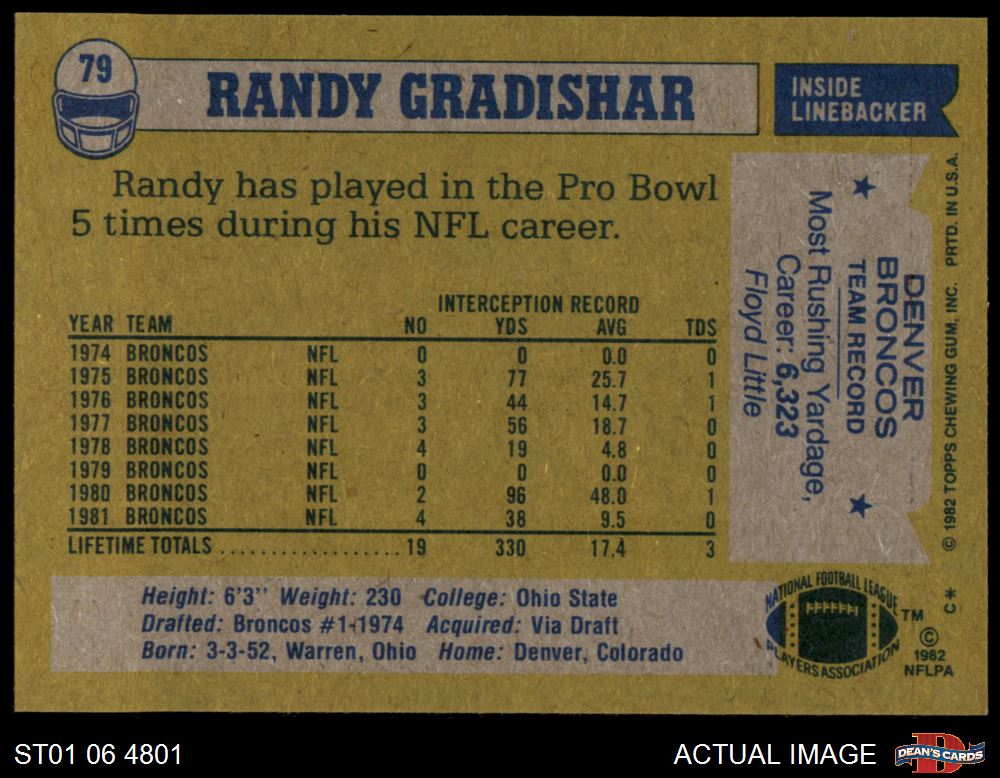 79
RANDY GRADISHAR
INSIDE
LINEBACKER
Randy has played in the Pro Bowl
5 times during his NFL career.
INTERCEPTION RECORD
YEAR TEAM NO YDS AVG TDS
1974 BRONCOS NFL 0 0 0.0 0
1975 BRONCOS NFL 3 77 25.7 1
1976 BRONCOS NFL 3 44 14.7 1
1977 BRONCOS NFL 3 56 18.7 0
1978 BRONCOS NFL 4 19 4.8 0
1979 BRONCOS NFL 0 0 0.0 0
1980 BRONCOS NFL 2 96 48.0 1
1981 BRONCOS NFL 4 38 9.5 0
LIFETIME TOTALS .................. 19 330 17.4 3
Height: 6'3'' Weight: 230 College: Ohio State
Drafted: Broncos #1-1974 Acquired: Via Draft
Born: 3-3-52, Warren, Ohio Home: Denver, Colorado
DENVER
BRONCOS
★ TEAM RECORD ★
Most Rushing Yardage,
Career: 6,323
Floyd Little
© 1982 TOPPS CHEWING GUM, INC. PRTD. IN U.S.A.
C*
NATIONAL FOOTBALL LEAGUE
PLAYERS ASSOCIATION
TM
©
1982
NFLPA
ST01 06 4801
ACTUAL IMAGE
DEAN'S CARDS